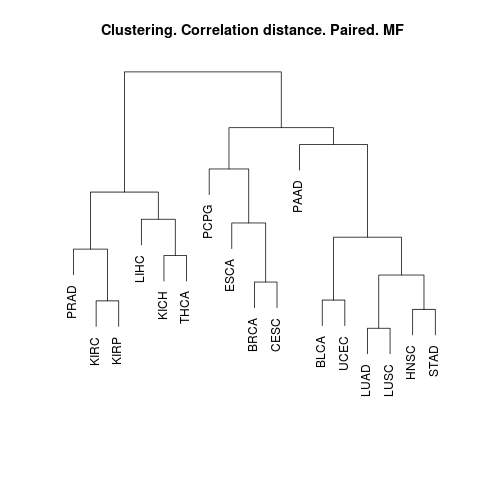 Clustering. Correlation distance. Paired. MF
PRAD
KIRC
KIRP
LIHC
KICH
THCA
PCPG
ESCA
BRCA
CESC
PAAD
BLCA
UCEC
LUAD
LUSC
HNSC
STAD